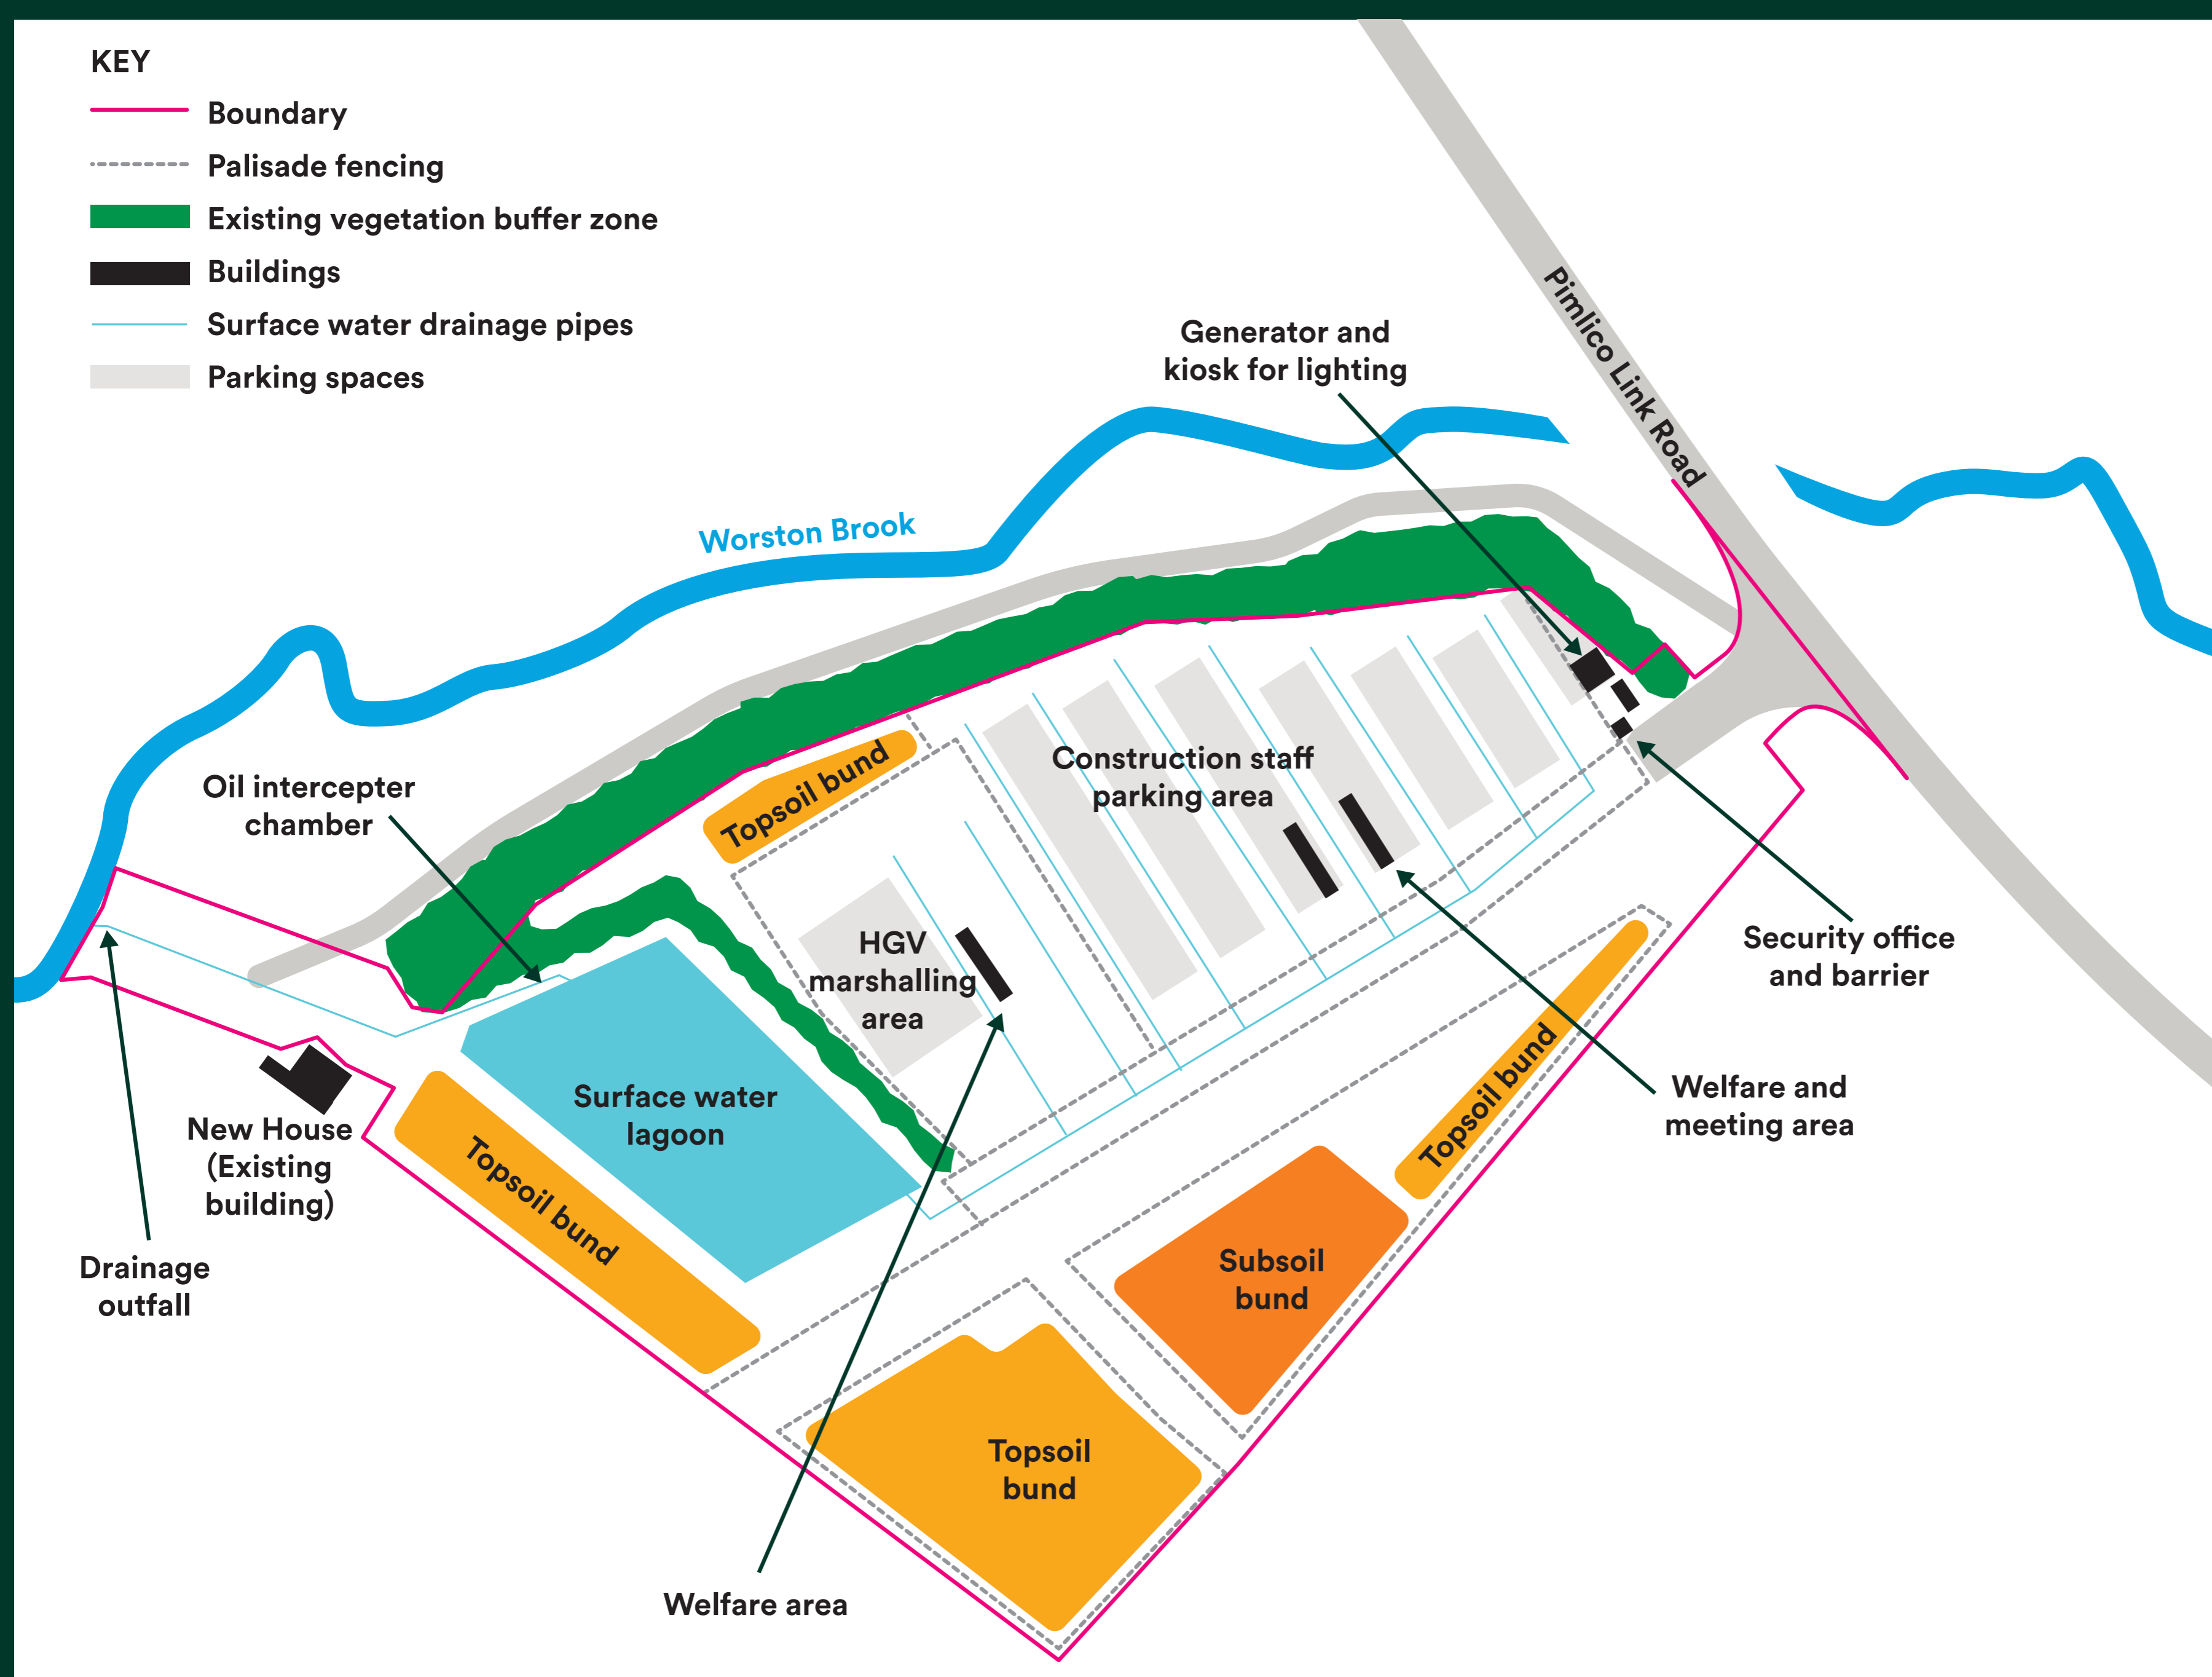 KEY
Boundary
Palisade fencing
Existing vegetation buffer zone
Buildings
Surface water drainage pipes
Parking spaces
Pimlico Link Road
Generator and
kiosk for lighting
Worston Brook
Oil intercepter
chamber
Topsoil bund
Construction staff
parking area
HGV
marshalling
area
Security office
and barrier
Surface water
lagoon
Topsoil bund
Welfare and
meeting area
New House
(Existing
building)
Topsoil bund
Drainage
outfall
Subsoil
bund
Topsoil
bund
Welfare area